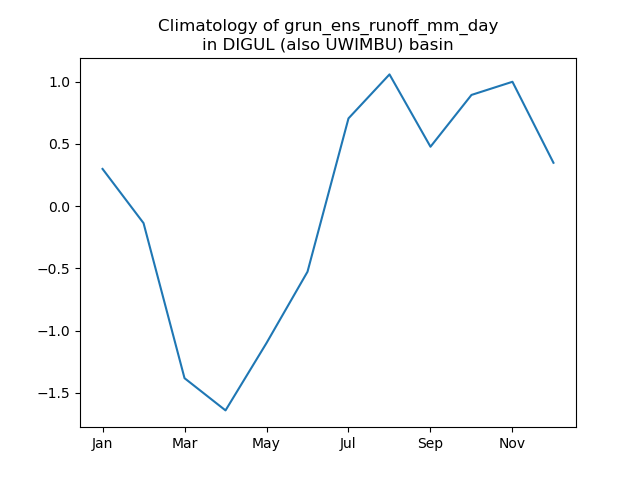 Climatology of grun_ens_runoff_mm_day
in DIGUL (also UWIMBU) basin
1.0
0.5
0.0
−0.5
−1.0
−1.5
Jan Mar May Jul Sep Nov